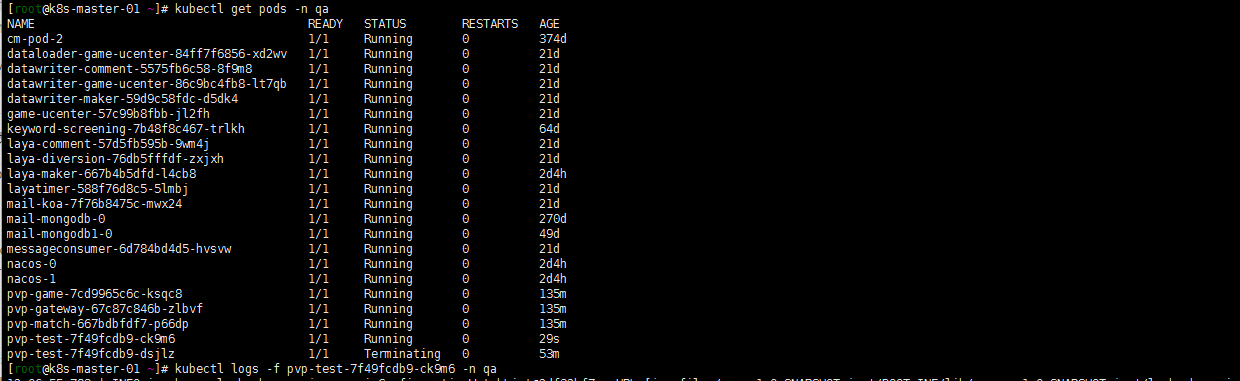 [root@k8s-master-01 ~]# kubectl get pods -n qa
NAME READY STATUS RESTARTS AGE
cm-pod-2 1/1 Running 0 374d
dataloader-game-ucenter-84ff7f6856-xd2wv 1/1 Running 0 21d
datawriter-comment-5575fb6c58-8f9m8 1/1 Running 0 21d
datawriter-game-ucenter-86c9bc4fb8-lt7qb 1/1 Running 0 21d
datawriter-maker-59d9c58fdc-d5dk4 1/1 Running 0 21d
game-ucenter-57c99b8fbb-jl2fh 1/1 Running 0 21d
keyword-screening-7b48f8c467-trlkh 1/1 Running 0 64d
laya-comment-57d5fb595b-9wm4j 1/1 Running 0 21d
laya-diversion-76db5fffdf-zxjxh 1/1 Running 0 21d
laya-maker-667b4b5dfd-l4cb8 1/1 Running 0 2d4h
layatimer-588f76d8c5-5lmbj 1/1 Running 0 21d
mail-koa-7f76b8475c-mwx24 1/1 Running 0 21d
mail-mongodb-0 1/1 Running 0 270d
mail-mongodb1-0 1/1 Running 0 49d
messageconsumer-6d784bd4d5-hvsvw 1/1 Running 0 21d
nacos-0 1/1 Running 0 2d4h
nacos-1 1/1 Running 0 2d4h
pvp-game-7cd9965c6c-ksqc8 1/1 Running 0 135m
pvp-gateway-67c87c846b-zlbvf 1/1 Running 0 135m
pvp-match-667bdbfdf7-p66dp 1/1 Running 0 135m
pvp-test-7f49fcdb9-ck9m6 1/1 Running 0 29s
pvp-test-7f49fcdb9-dsjlz 1/1 Terminating 0 53m
[root@k8s-master-01 ~]# kubectl logs -f pvp-test-7f49fcdb9-ck9m6 -n qa